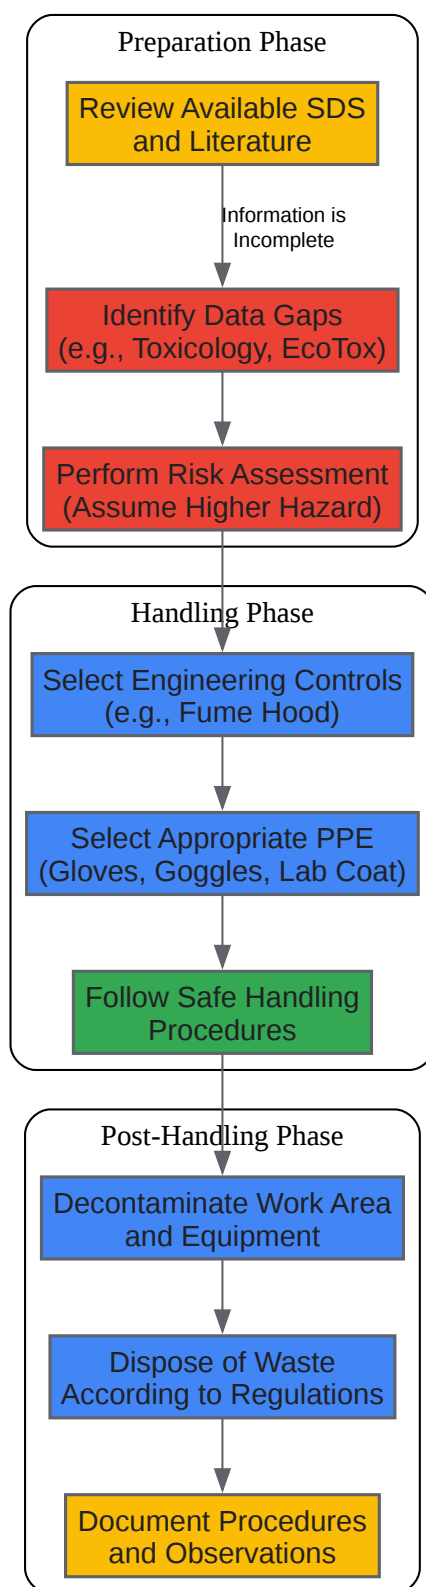 Preparation Phase
Review Available SDS
and Literature
Information is
Incomplete
Identify Data Gaps
(e.g., Toxicology, EcoTox)
Perform Risk Assessment
(Assume Higher Hazard)
Handling Phase
Select Engineering Controls
(e.g., Fume Hood)
Select Appropriate PPE
(Gloves, Goggles, Lab Coat)
Follow Safe Handling
Procedures
Post-Handling Phase
Decontaminate Work Area
and Equipment
Dispose of Waste
According to Regulations
Document Procedures
and Observations